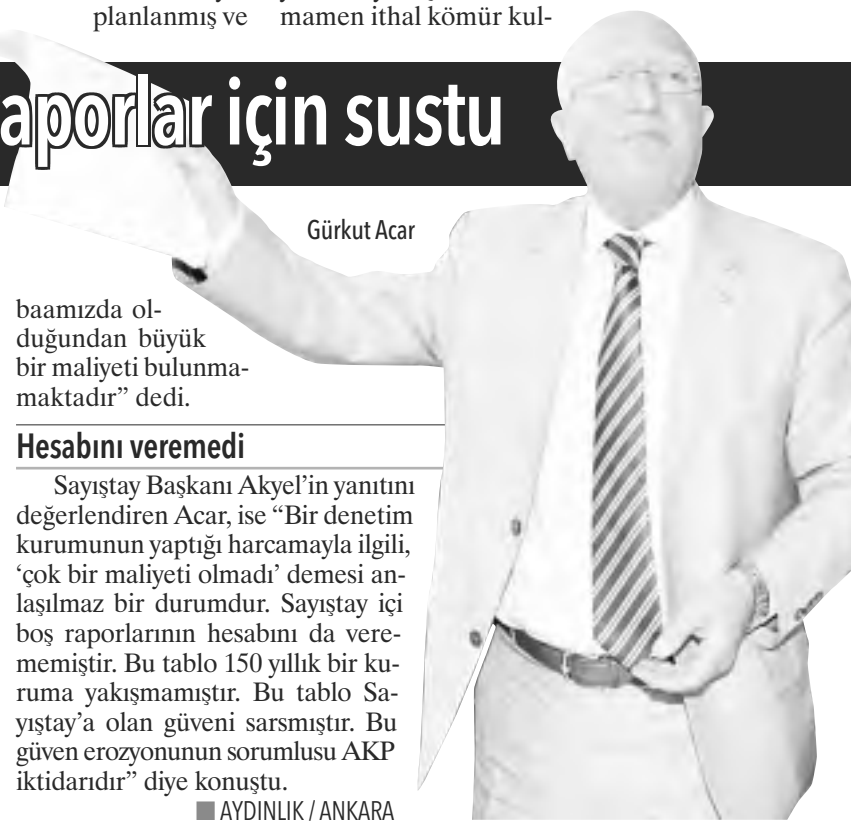 planlanmış ve mamen ithal kömür kul-
aporlar için sustu
Gürkut Acar
baamızda ol-
duğundan büyük
bir maliyeti bulunma-
maktadır” dedi.
Hesabını veremedi
Sayıştay Başkanı Akyel’in yanıtını
değerlendiren Acar, ise “Bir denetim
kurumunun yaptığı harcamayla ilgili,
‘çok bir maliyeti olmadı’ demesi an-
laşılmaz bir durumdur. Sayıştay içi
boş raporlarının hesabını da vere-
memiştir. Bu tablo 150 yıllık bir ku-
ruma yakışmamıştır. Bu tablo Sa-
yıştay’a olan güveni sarsmıştır. Bu
güven erozyonunun sorumlusu AKP
iktidarıdır” diye konuştu.
AYDINLIK / ANKARA